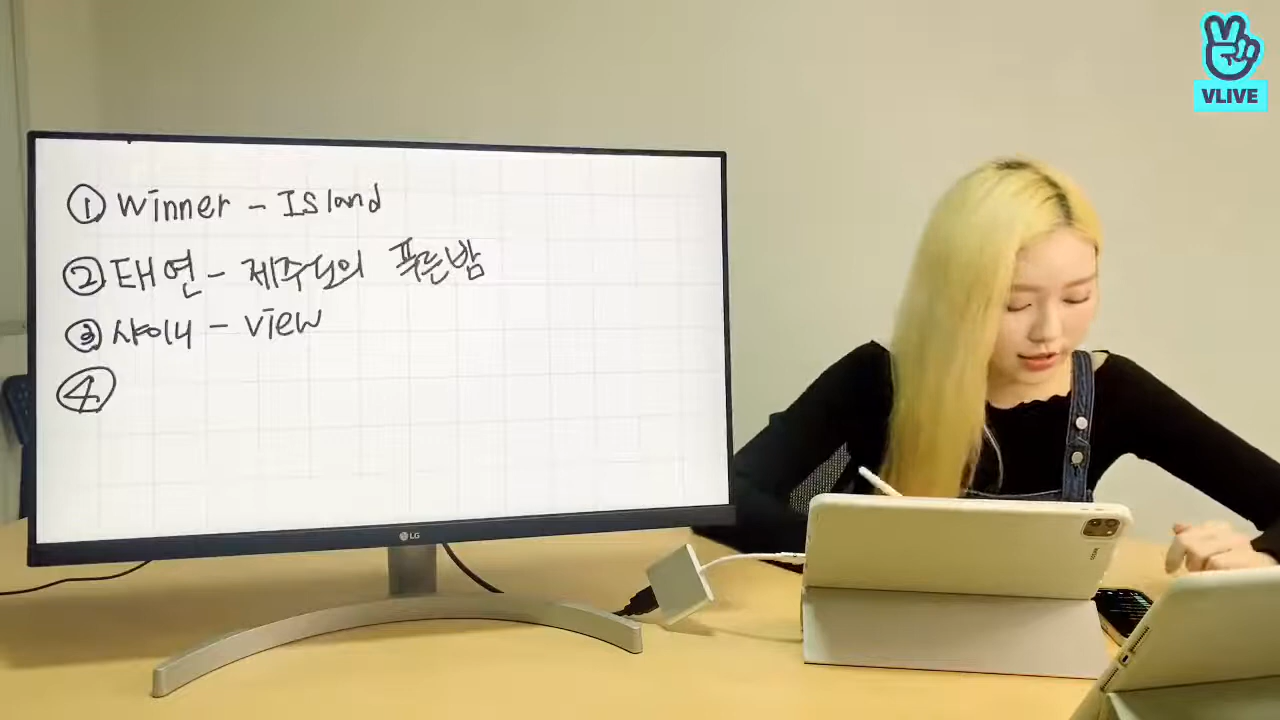 VLIVE
① Winner - Island
② 태연 - 제주도의 푸른밤
③ 샤이니 - View
④
LG